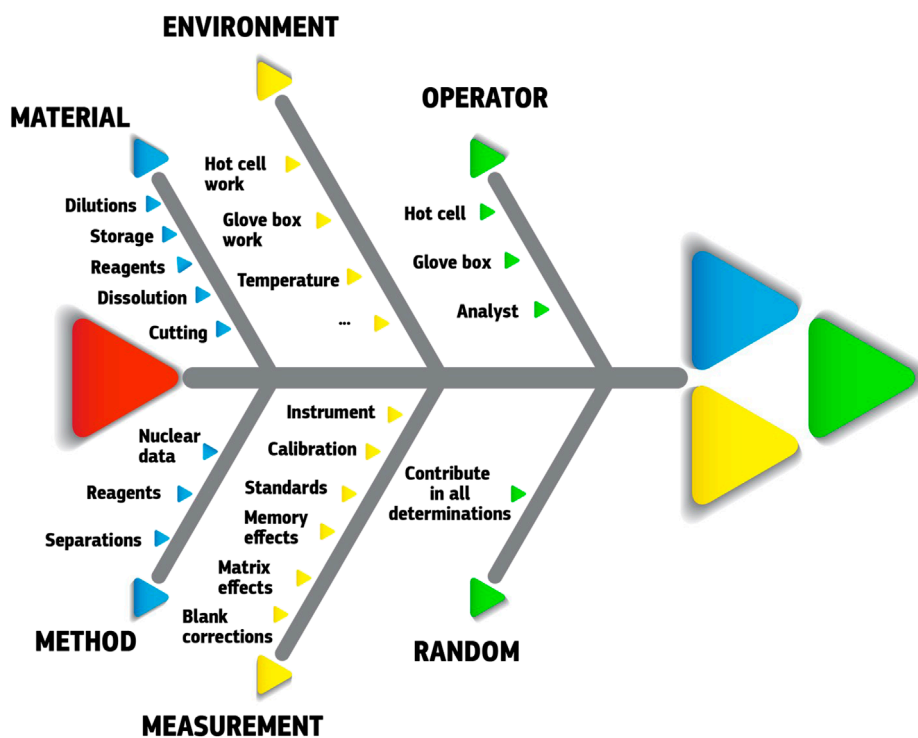 ENVIRONMENT
OPERATOR
MATERIAL
Hot cell
work
Glove box
work
Temperature
...
Hot cell
Glove box
Analyst
Dilutions
Storage
Reagents
Dissolution
Cutting
Nuclear
data
Reagents
Separations
Instrument
Calibration
Standards
Memory
effects
Matrix
effects
Blank
corrections
Contribute
in all
determinations
METHOD
RANDOM
MEASUREMENT